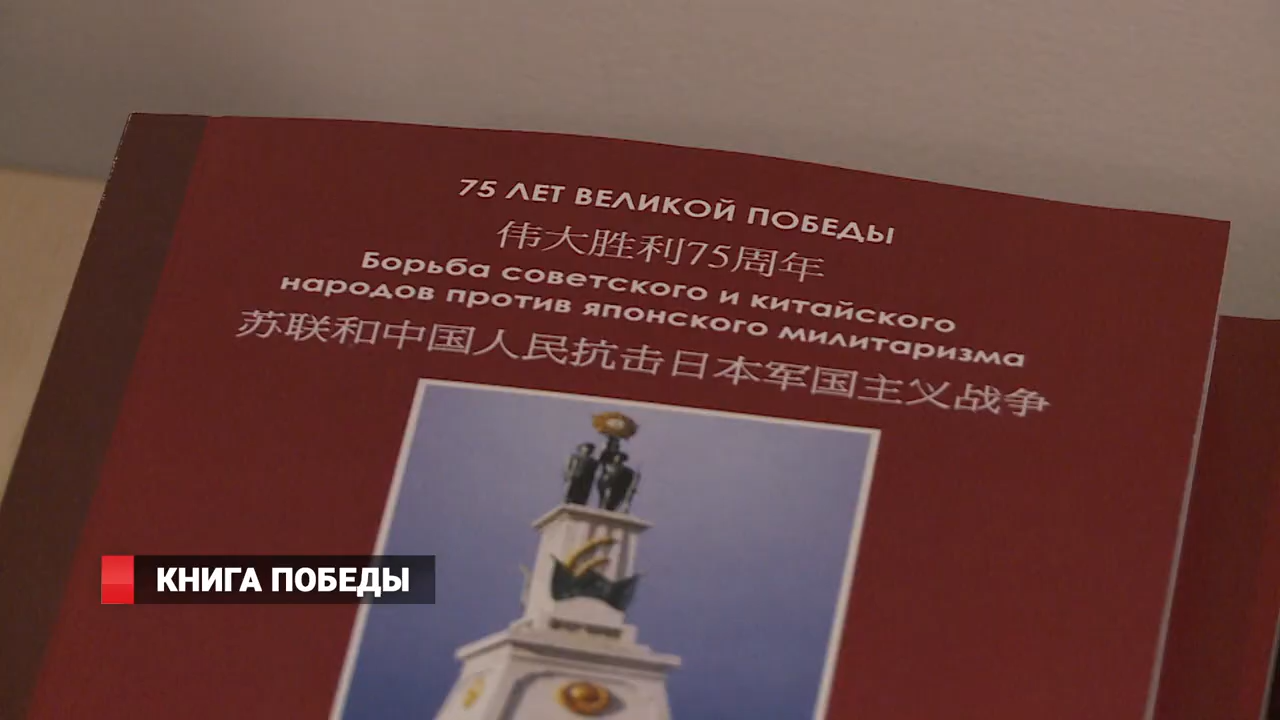 75 ЛЕТ ВЕЛИКОЙ ПОБЕДЫ
伟大胜利75周年
Борьба советского и китайского
народов против японского милитаризма
苏联和中国人民抗击日本军国主义战争
КНИГА ПОБЕДЫ